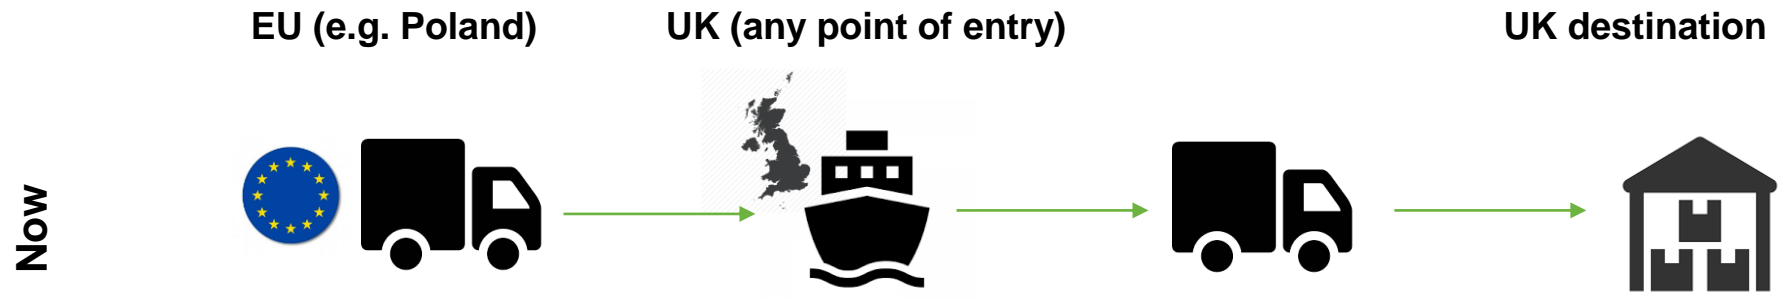 EU (e.g. Poland)
UK (any point of entry)
UK destination
Now